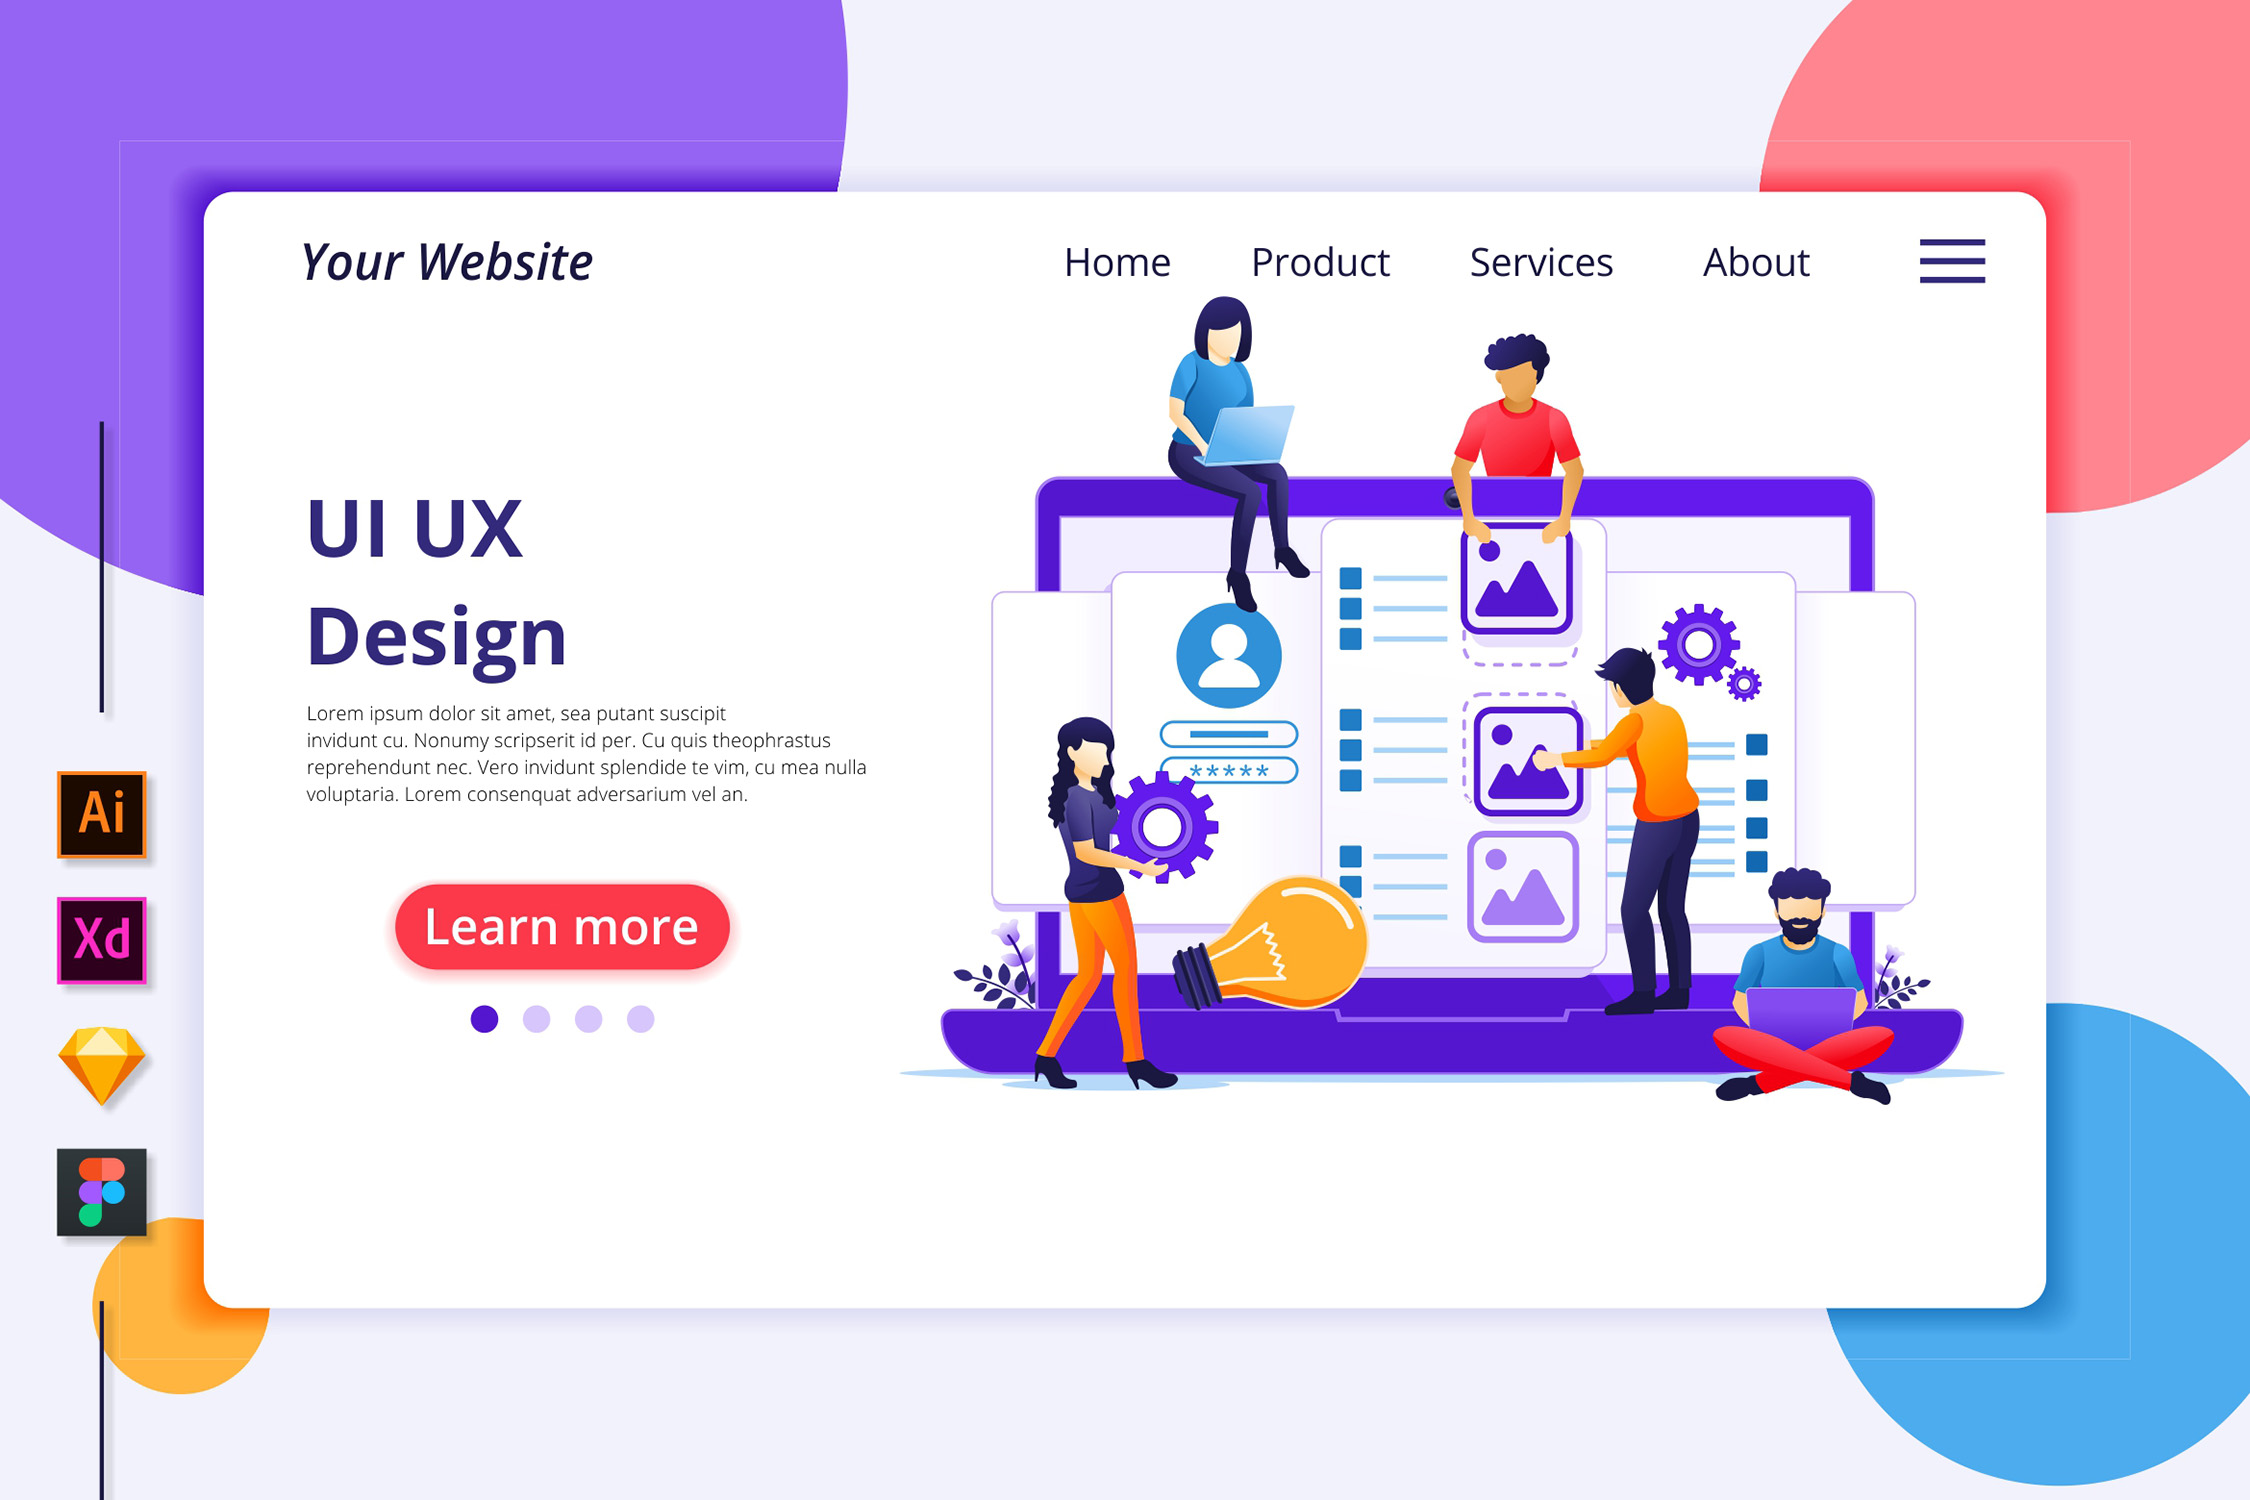 Your Website
Home Product Services About
UI UX
Design
Lorem ipsum dolor sit amet, sea putant suscipit
invidunt cu. Nonumy scripserit id per. Cu quis theophrastus
reprehendunt nec. Vero invidunt splendide te vim, cu mea nulla
voluptaria. Lorem consenquat adversarium vel an.
Learn more
*****
Ai
Xd